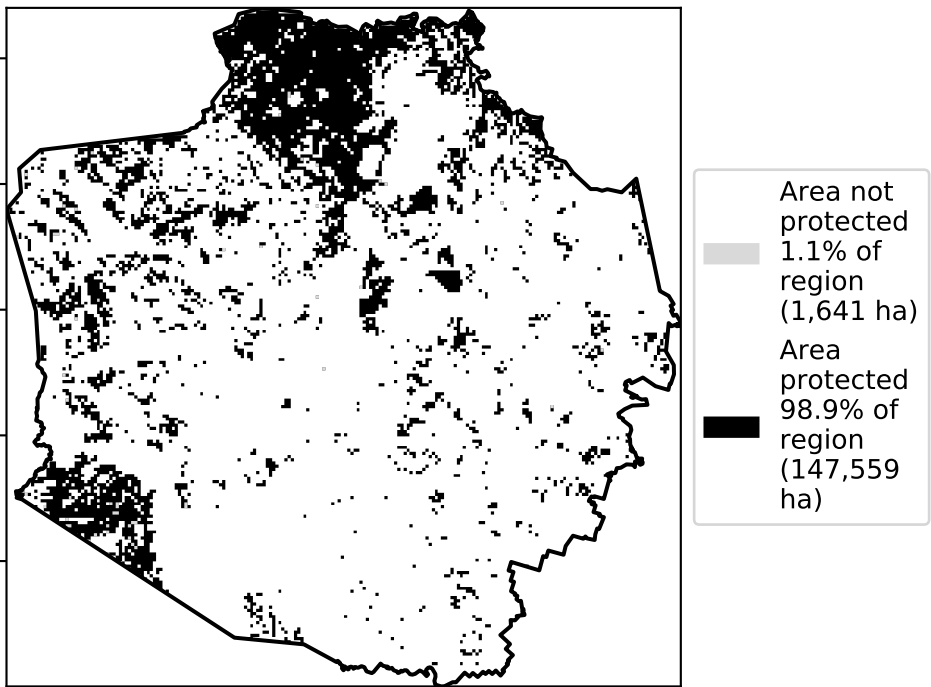 Area not
protected
1.1% of
region
(1,641 ha)
Area
protected
98.9% of
region
(147,559
ha)